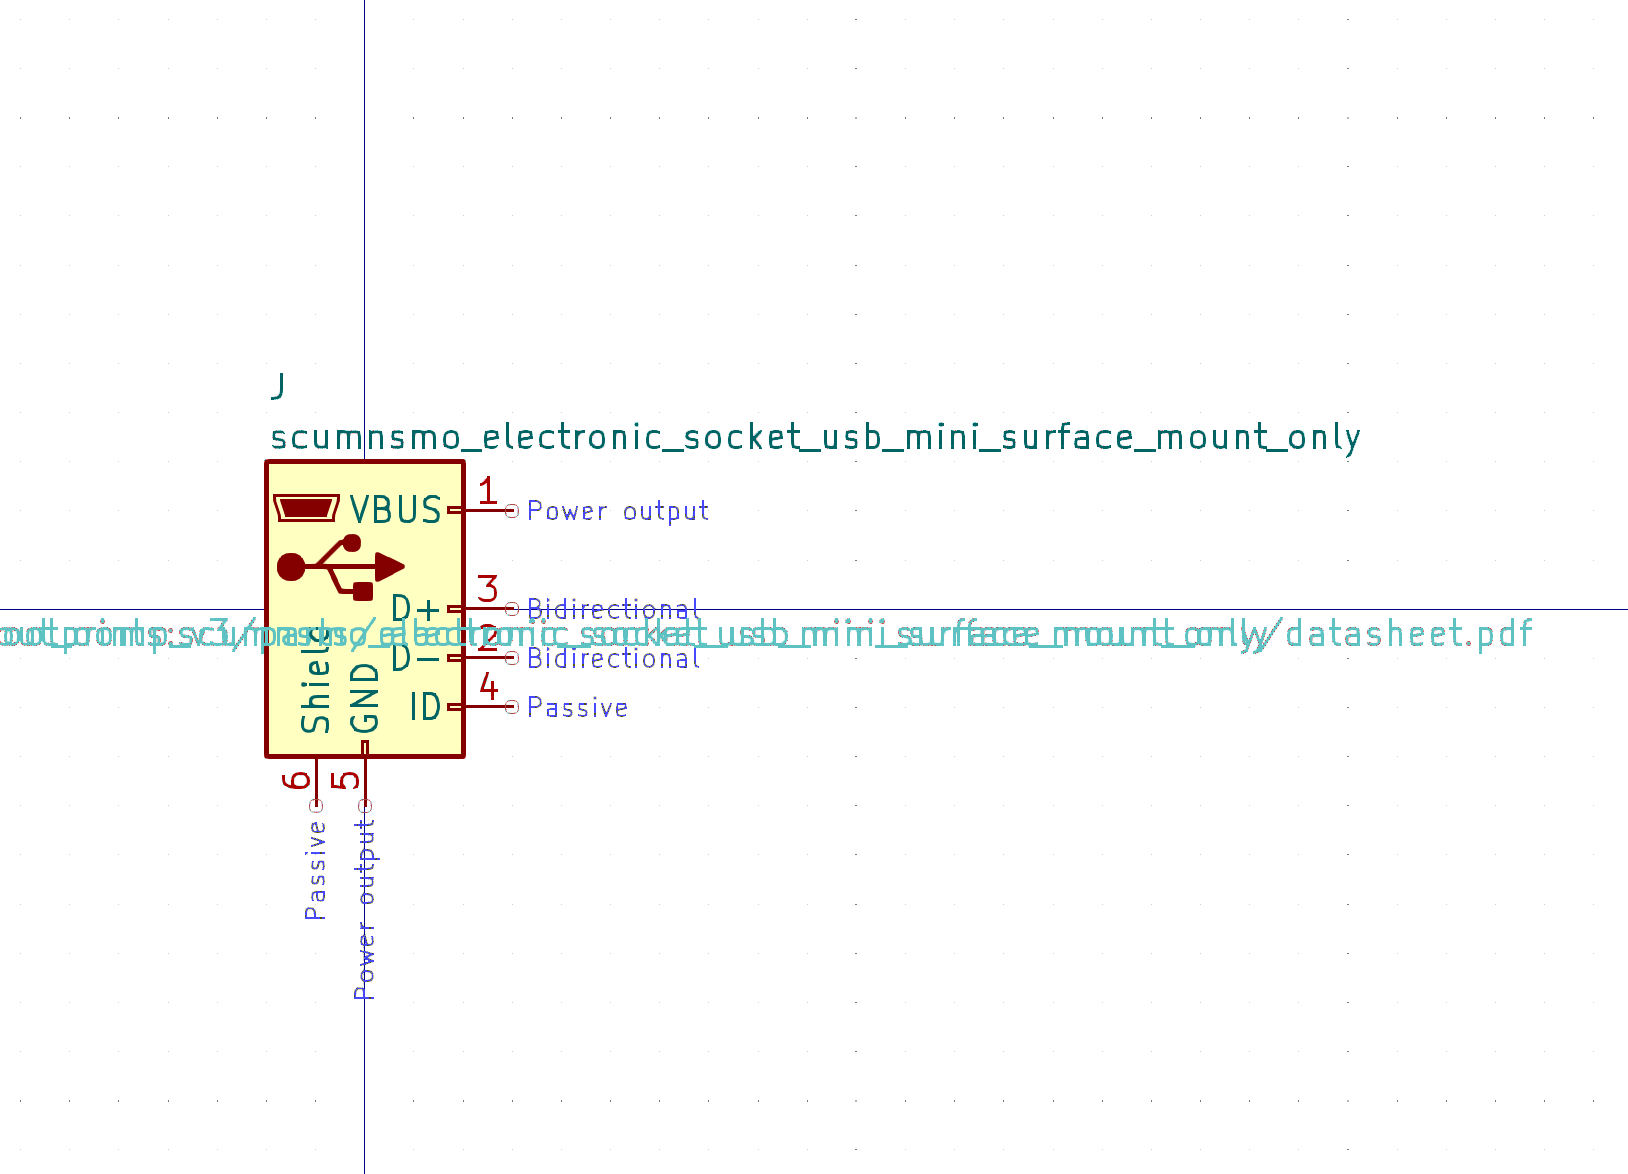 J
scumnsmo_electronic_socket_usb_mini_surface_mount_only
VBUS
1
Power output
D+
3
Bidirectional
/datasheet.pdf
D-
2
Bidirectional
ID
4
Passive
Shield
GND
6
5
Passive
Power output